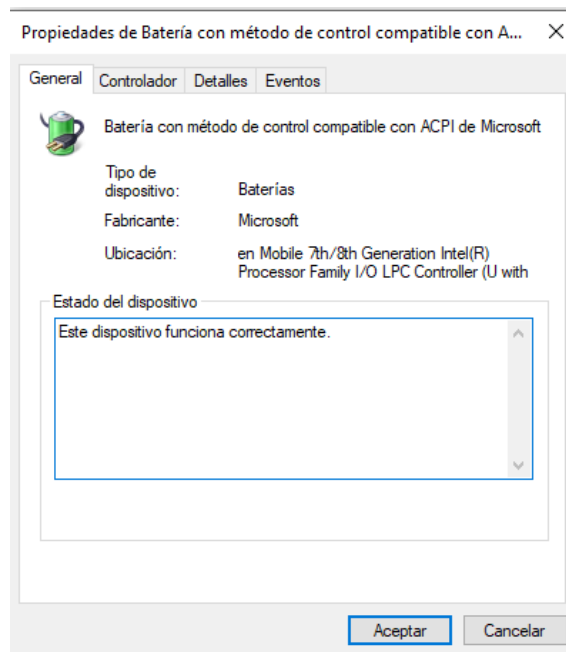 Propiedades de Batería con método de control compatible con A...
General
Controlador
Detalles
Eventos
Batería con método de control compatible con ACPI de Microsoft
Tipo de
dispositivo:
Baterías
Fabricante:
Microsoft
Ubicación:
en Mobile 7th/8th Generation Intel(R)
Processor Family I/O LPC Controller (U with
Estado del dispositivo
Este dispositivo funciona correctamente.
Aceptar
Cancelar